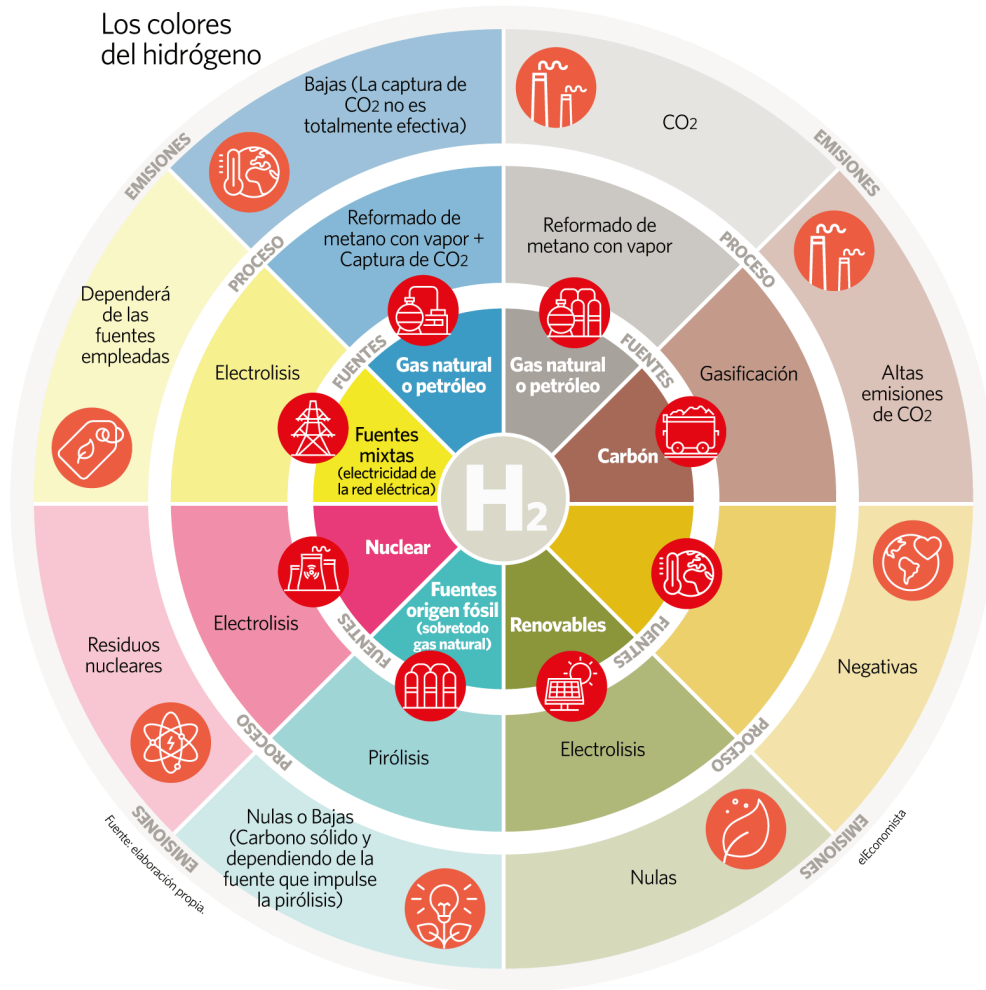 Los colores
del hidrógeno
Bajas (La captura de
CO2 no es
totalmente efectiva)
CO2
EMISIONES
EMISIONES
Reformado de
metano con vapor +
Captura de CO2
Reformado de
metano con vapor
PROCESO
PROCESO
Dependerá
de las
fuentes
empleadas
Electrolisis
FUENTES
Gas natural
o petróleo
Gas natural
o petróleo
FUENTES
Gasificación
Altas
emisiones
de CO2
Fuentes
mixtas
(electricidad de
la red eléctrica)
Carbón
H2
Nuclear
Fuentes
origen fósil
(sobretodo
gas natural)
Renovables
FUENTES
FUENTES
Electrolisis
Residuos
nucleares
Negativas
PROCESO
PROCESO
Pirólisis
Electrolisis
EMISIONES
EMISIONES
Nulas o Bajas
(Carbono sólido y
dependiendo de la
fuente que impulse
la pirólisis)
Nulas
Fuente: elaboración propia.
elEconomista